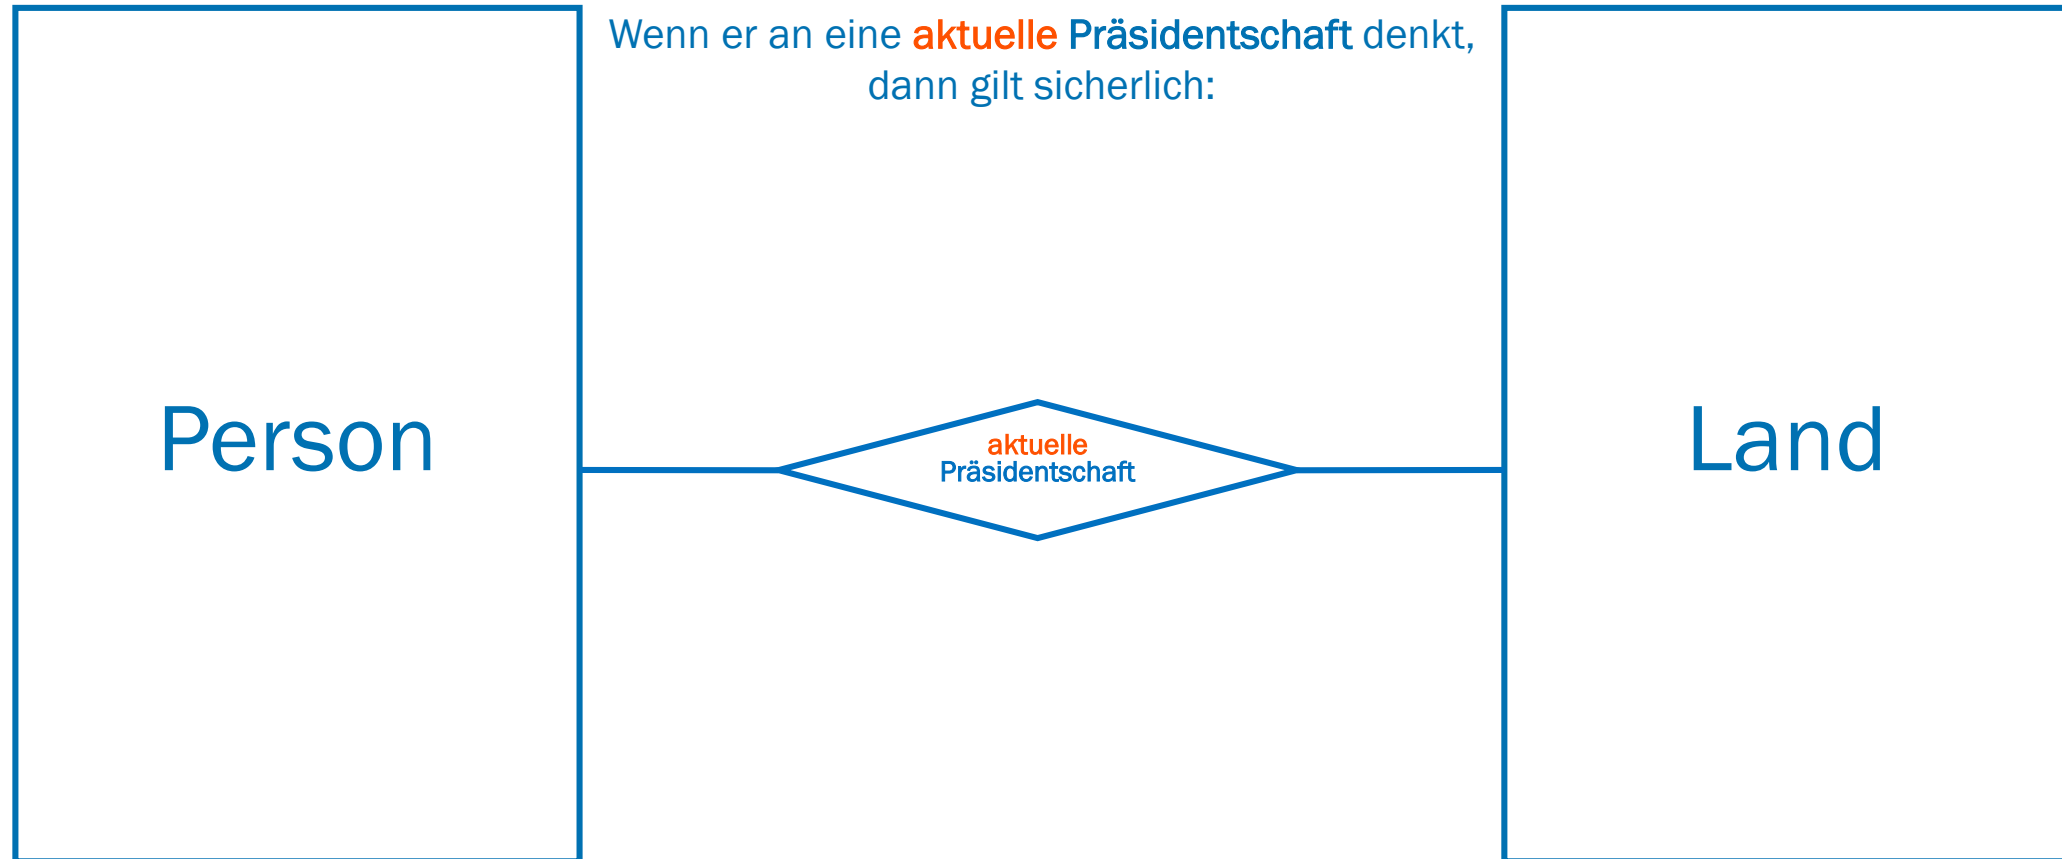 Wenn er an eine aktuelle Präsidentschaft denkt,
dann gilt sicherlich:
Person
aktuelle
Präsidentschaft
Land